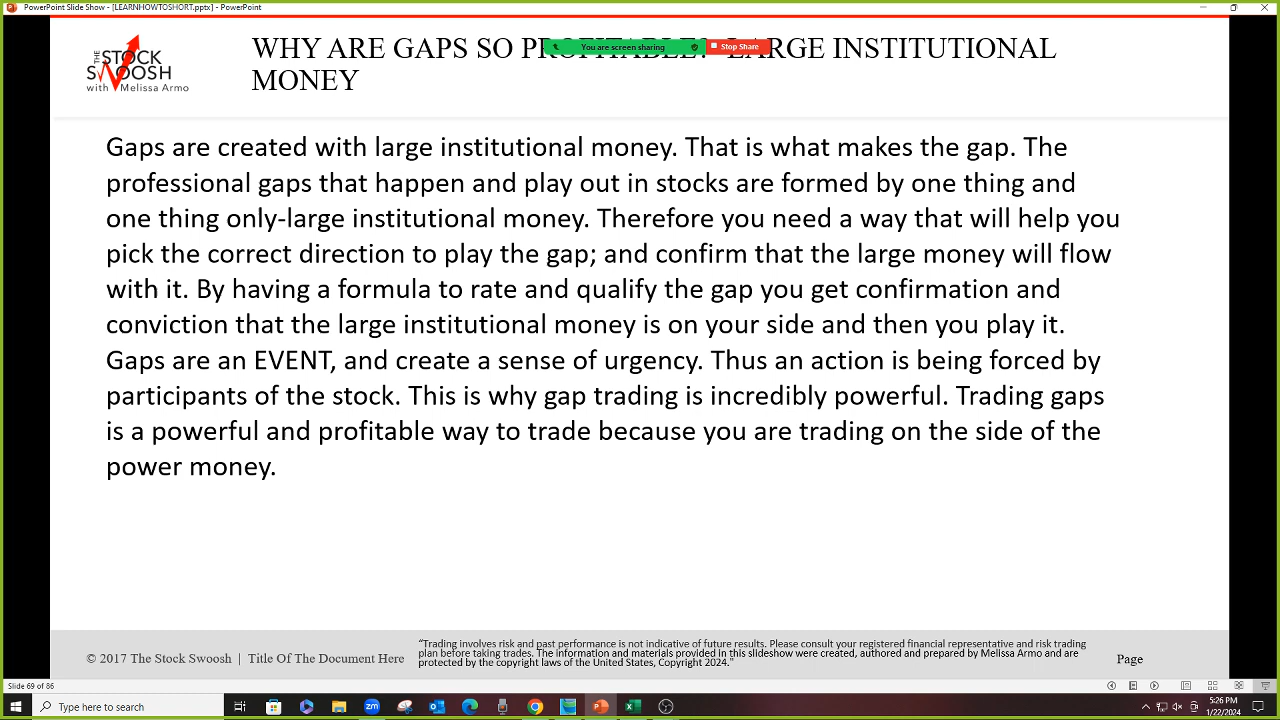 PowerPoint Slide Show - [LEARNHOWTOSHORT.pptx] - PowerPoint
You are screen sharing
Stop Share
THE STOCK SWOOSH
with Melissa Armo
WHY ARE GAPS SO PROFITABLE? LARGE INSTITUTIONAL
MONEY
Gaps are created with large institutional money. That is what makes the gap. The
professional gaps that happen and play out in stocks are formed by one thing and
one thing only-large institutional money. Therefore you need a way that will help you
pick the correct direction to play the gap; and confirm that the large money will flow
with it. By having a formula to rate and qualify the gap you get confirmation and
conviction that the large institutional money is on your side and then you play it.
Gaps are an EVENT, and create a sense of urgency. Thus an action is being forced by
participants of the stock. This is why gap trading is incredibly powerful. Trading gaps
is a powerful and profitable way to trade because you are trading on the side of the
power money.
© 2017 The Stock Swoosh | Title Of The Document Here
“Trading involves risk and past performance is not indicative of future results. Please consult your registered financial representative and risk trading
plan before taking trades. The information and materials provided in this slideshow were created, authored and prepared by Melissa Armo and are
protected by the copyright laws of the United States, Copyright 2024."
Page
Slide 69 of 86
Type here to search
5:26 PM
1/22/2024